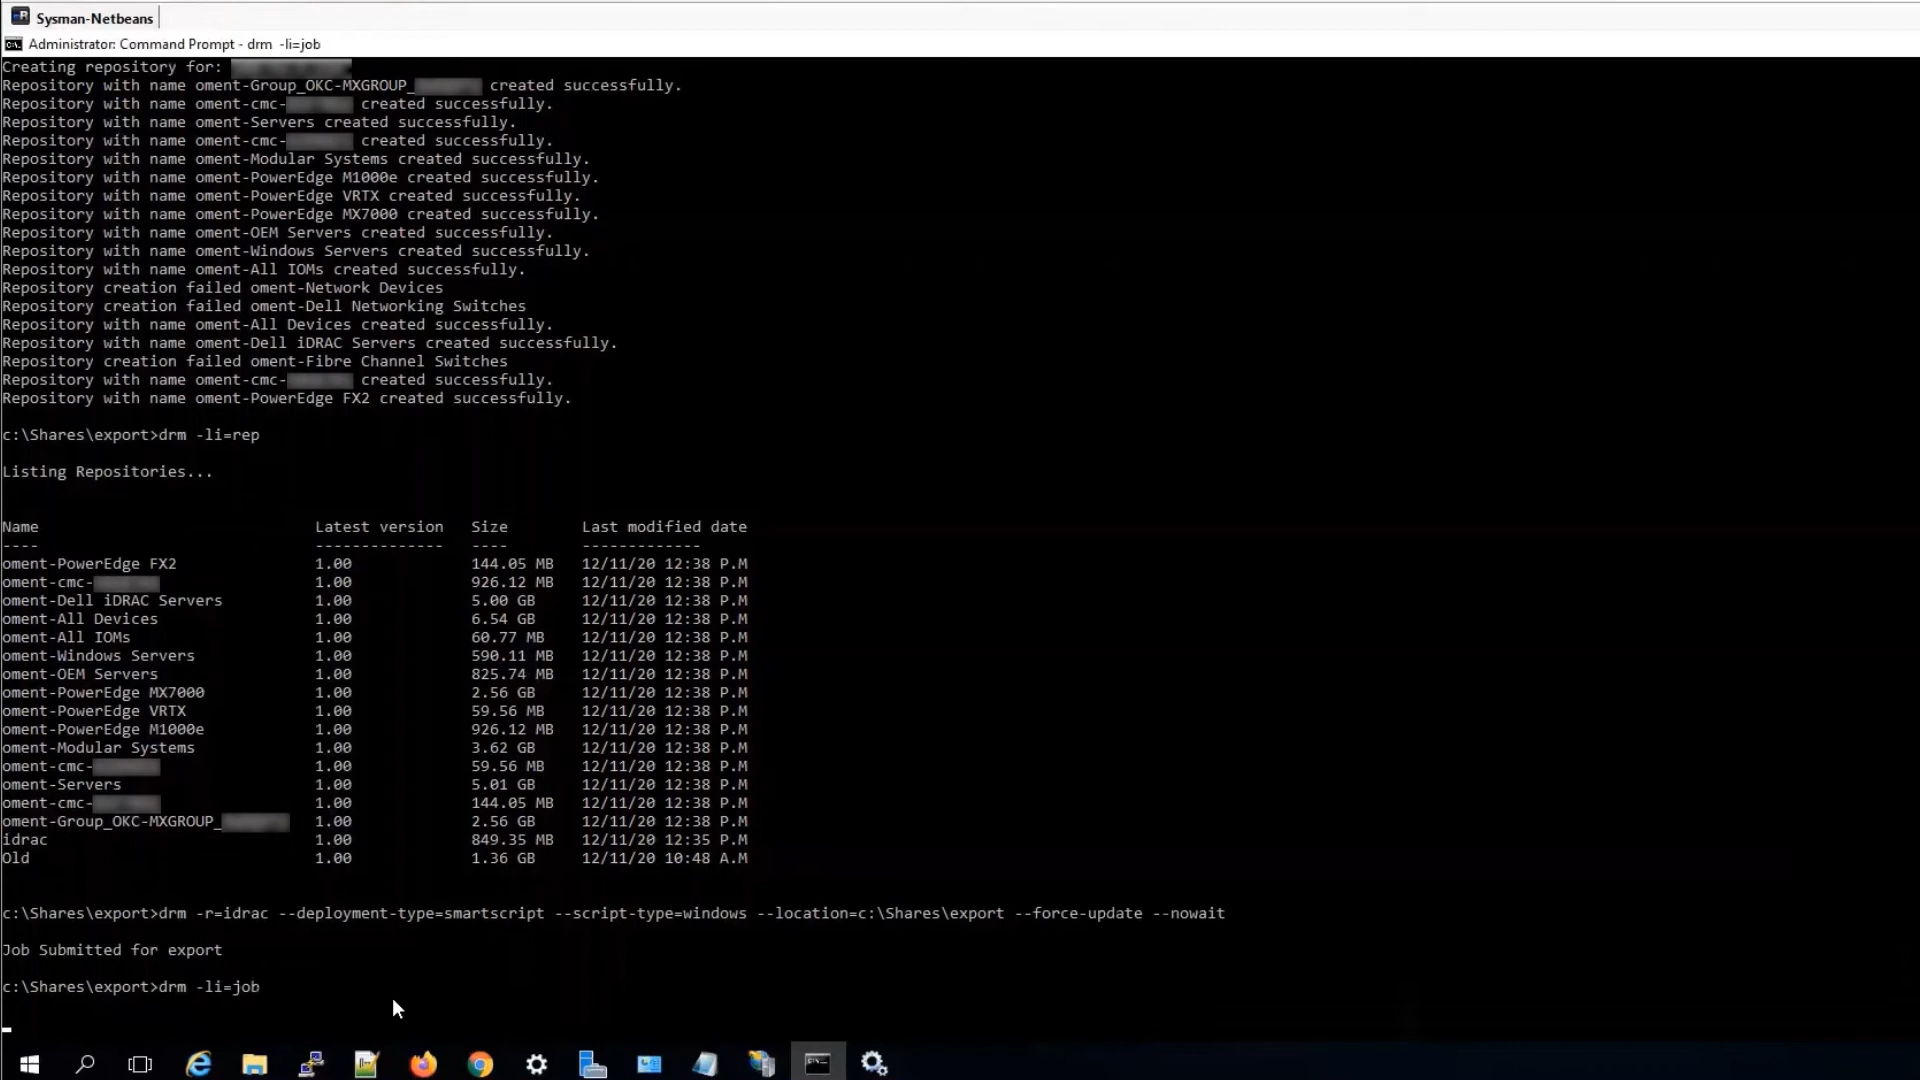 Sysman-Netbeans
Administrator: Command Prompt - drm -li=job
Creating repository for:
Repository with name oment-Group_OKC-MXGROUP_ created successfully.
Repository with name oment-cmc- created successfully.
Repository with name oment-Servers created successfully.
Repository with name oment-cmc- created successfully.
Repository with name oment-Modular Systems created successfully.
Repository with name oment-PowerEdge M1000e created successfully.
Repository with name oment-PowerEdge VRTX created successfully.
Repository with name oment-PowerEdge MX7000 created successfully.
Repository with name oment-OEM Servers created successfully.
Repository with name oment-Windows Servers created successfully.
Repository with name oment-All IOMs created successfully.
Repository creation failed oment-Network Devices
Repository creation failed oment-Dell Networking Switches
Repository with name oment-All Devices created successfully.
Repository with name oment-Dell iDRAC Servers created successfully.
Repository creation failed oment-Fibre Channel Switches
Repository with name oment-cmc- created successfully.
Repository with name oment-PowerEdge FX2 created successfully.
c:\Shares\export>drm -li=rep
Listing Repositories...
Name Latest version Size Last modified date
---- -------------- ---- -------------
oment-PowerEdge FX2 1.00 144.05 MB 12/11/20 12:38 P.M
oment-cmc- 1.00 926.12 MB 12/11/20 12:38 P.M
oment-Dell iDRAC Servers 1.00 5.00 GB 12/11/20 12:38 P.M
oment-All Devices 1.00 6.54 GB 12/11/20 12:38 P.M
oment-All IOMs 1.00 60.77 MB 12/11/20 12:38 P.M
oment-Windows Servers 1.00 590.11 MB 12/11/20 12:38 P.M
oment-OEM Servers 1.00 825.74 MB 12/11/20 12:38 P.M
oment-PowerEdge MX7000 1.00 2.56 GB 12/11/20 12:38 P.M
oment-PowerEdge VRTX 1.00 59.56 MB 12/11/20 12:38 P.M
oment-PowerEdge M1000e 1.00 926.12 MB 12/11/20 12:38 P.M
oment-Modular Systems 1.00 3.62 GB 12/11/20 12:38 P.M
oment-cmc- 1.00 59.56 MB 12/11/20 12:38 P.M
oment-Servers 1.00 5.01 GB 12/11/20 12:38 P.M
oment-cmc- 1.00 144.05 MB 12/11/20 12:38 P.M
oment-Group_OKC-MXGROUP_ 1.00 2.56 GB 12/11/20 12:38 P.M
idrac 1.00 849.35 MB 12/11/20 12:35 P.M
Old 1.00 1.36 GB 12/11/20 10:48 A.M
c:\Shares\export>drm -r=idrac --deployment-type=smartscript --script-type=windows --location=c:\Shares\export --force-update --nowait
Job Submitted for export
c:\Shares\export>drm -li=job